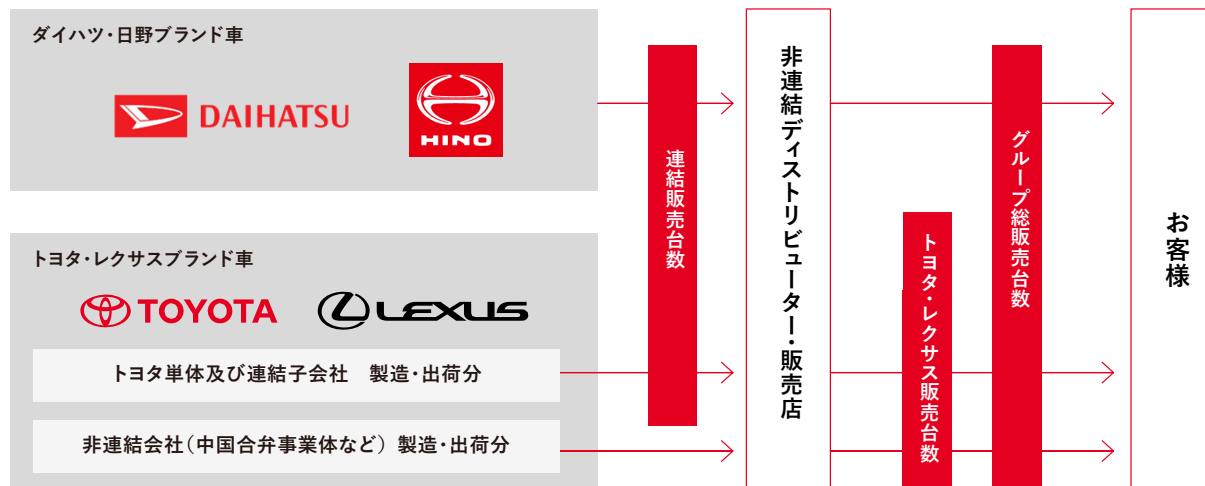 ダイハツ・日野ブランド車
DAIHATSU
HINO
トヨタ・レクサスブランド車
TOYOTA
LEXUS
トヨタ単体及び連結子会社　製造・出荷分
非連結会社（中国合弁事業体など）製造・出荷分
連結販売台数
非連結ディストリビューター・販売店
トヨタ・レクサス販売台数
グループ総販売台数
お客様